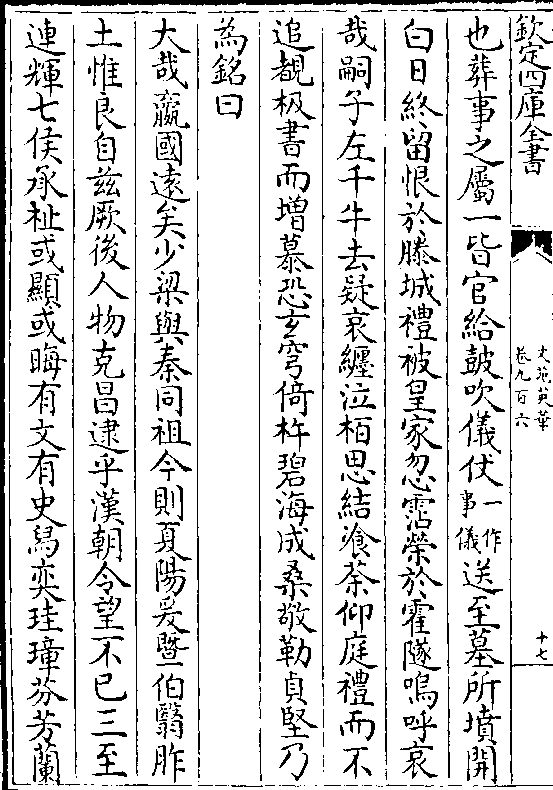 欽定四庫全書
文苑英華
卷九百六
十七
也葬事之屬一皆官給鼓吹儀仗一作事儀送至墓所墳開
白日終留恨於滕城禮被皇家忽霑榮於霍隧嗚呼哀
哉嗣子左千牛去疑哀纏泣栢思結飡荼仰庭禮而不
追覩极書而增慕恐玄穹倚杵碧海成桑敬勒貞堅乃
為銘曰
大哉嬴國遠矣少梁與秦同祖今則夏陽爰暨伯翳胙
土惟良自兹厥後人物克昌逮乎漢朝令望不已三至
連輝七侯承祉或顯或晦有文有史舄奕珪璋芬芳蘭